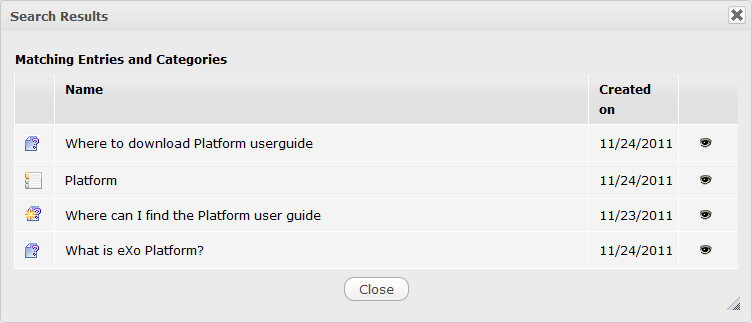 Search Results
Matching Entries and Categories
Name Created
on
Where to download Platform userguide 11/24/2011
Platform 11/24/2011
Where can I find the Platform user guide 11/23/2011
What is eXo Platform? 11/24/2011
Close